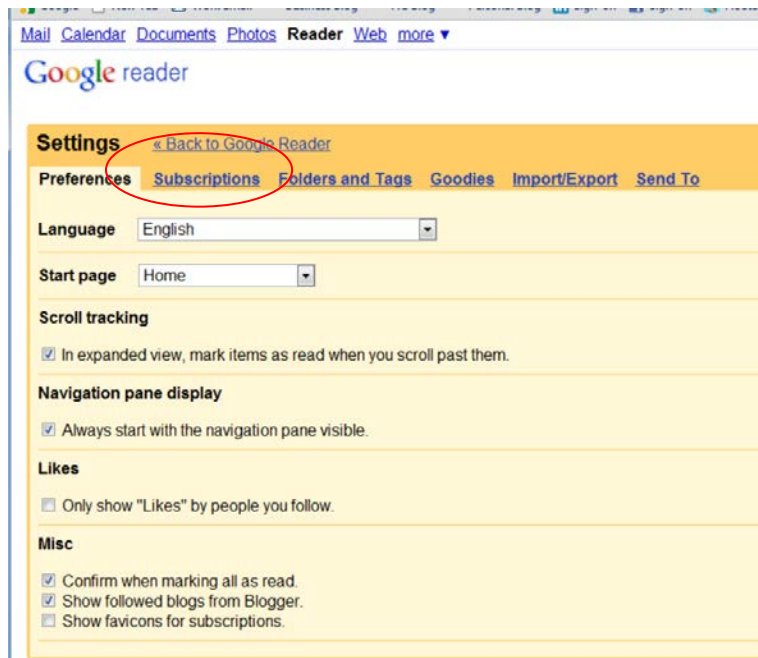 Mail Calendar Documents Photos Reader Web more ▼
Google reader
Settings « Back to Google Reader
Preferences Subscriptions Folders and Tags Goodies Import/Export Send To
Language English
Start page Home
Scroll tracking
In expanded view, mark items as read when you scroll past them.
Navigation pane display
Always start with the navigation pane visible.
Likes
Only show "Likes" by people you follow.
Misc
Confirm when marking all as read.
Show followed blogs from Blogger.
Show favicons for subscriptions.